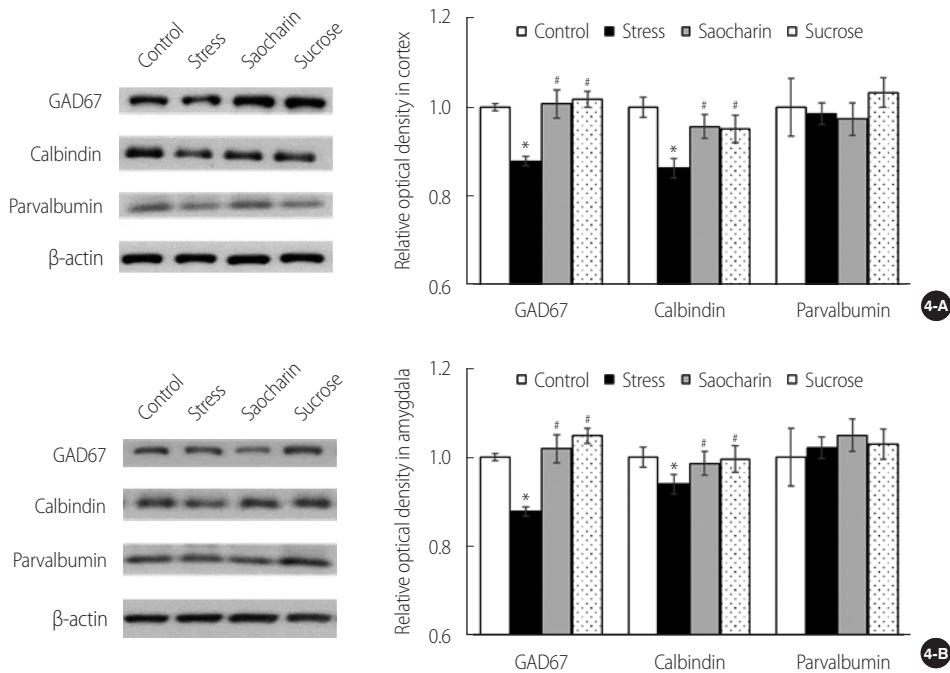 Control Stress Saocharin Sucrose
GAD67
Calbindin
Parvalbumin
β-actin
Relative optical density in cortex
1.2
1.0
0.8
0.6
Control Stress Saocharin Sucrose
* # #
* # #
GAD67 Calbindin Parvalbumin
4-A
Control Stress Saocharin Sucrose
GAD67
Calbindin
Parvalbumin
β-actin
Relative optical density in amygdala
1.2
1.0
0.8
0.6
Control Stress Saocharin Sucrose
* # #
* # #
GAD67 Calbindin Parvalbumin
4-B